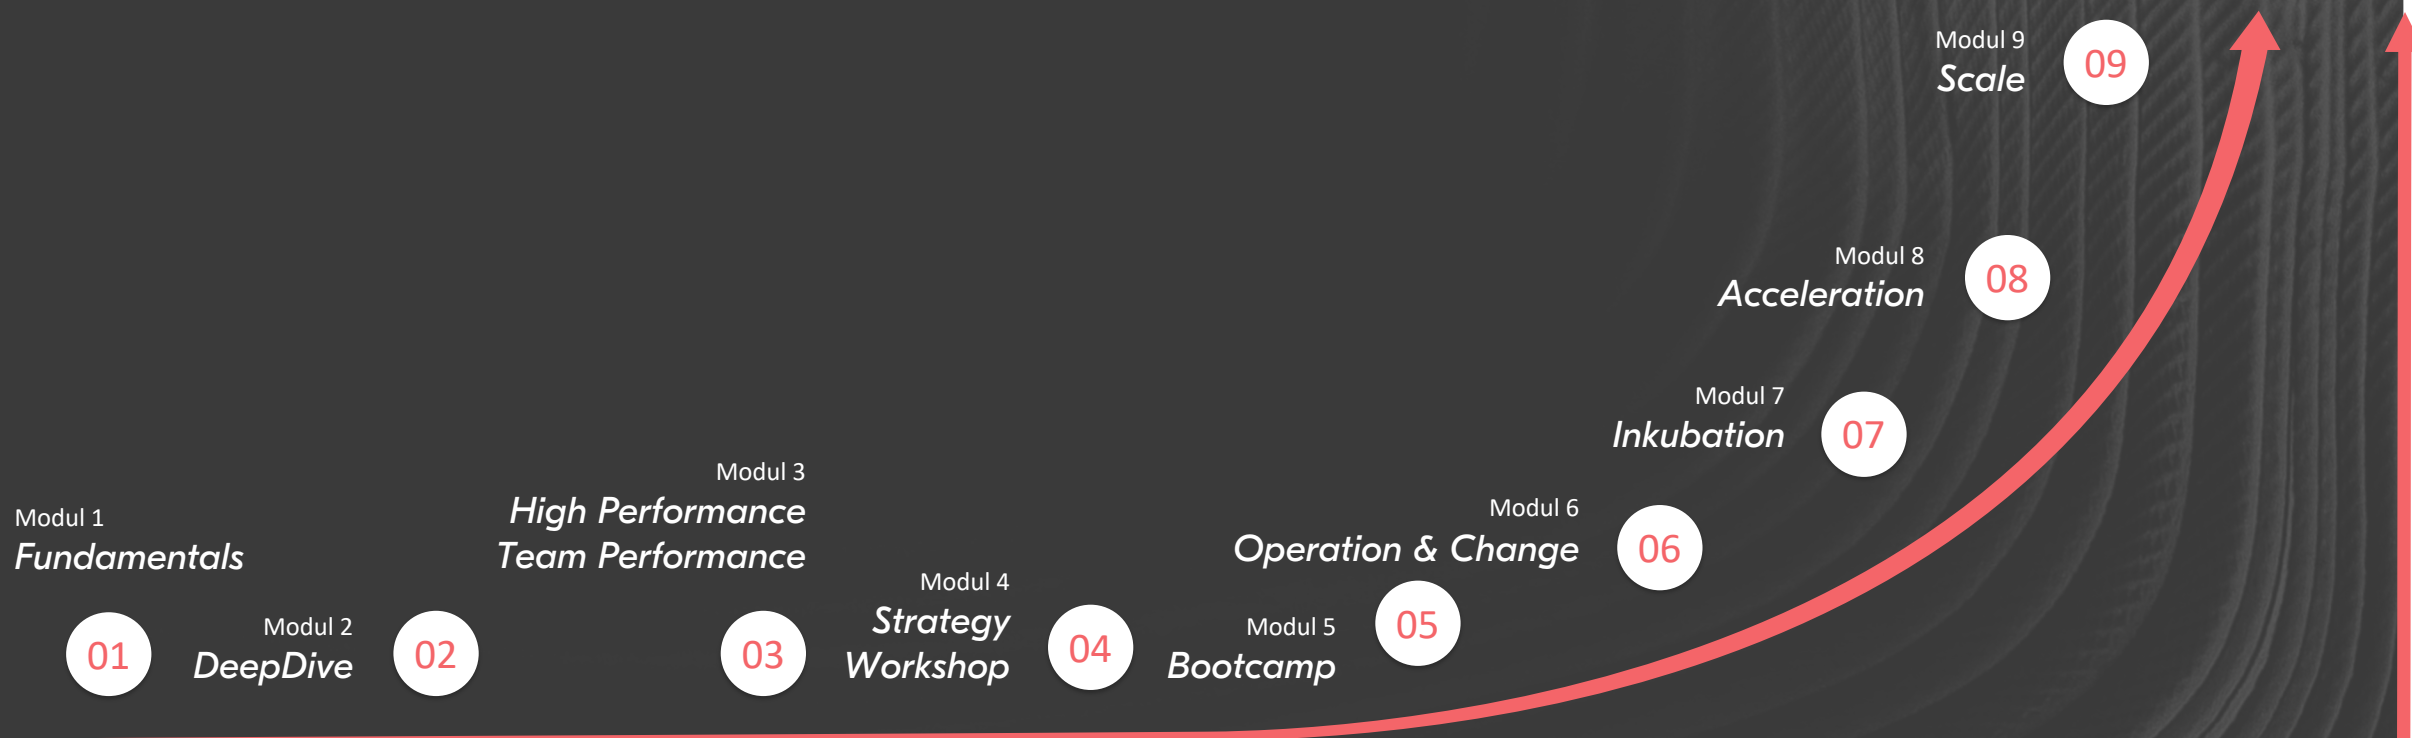 Modul 1
Fundamentals
01
Modul 2
DeepDive
02
Modul 3
High Performance
Team Performance
03
Modul 4
Strategy
Workshop
04
Modul 5
Bootcamp
05
Modul 6
Operation & Change
06
Modul 7
Inkubation
07
Modul 8
Acceleration
08
Modul 9
Scale
09